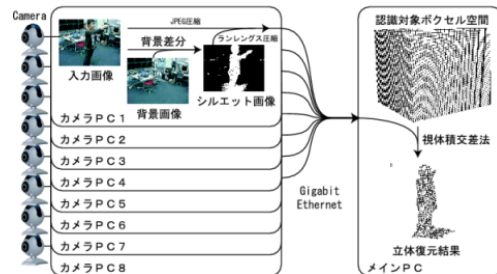 Camera
JPEG圧縮
背景差分
ランレングス圧縮
入力画像
背景画像
シルエット画像
カメラPC1
カメラPC2
カメラPC3
カメラPC4
カメラPC5
カメラPC6
カメラPC7
カメラPC8
Gigabit
Ethernet
認識対象ボクセル空間
視体積交差法
立体復元結果
メインPC